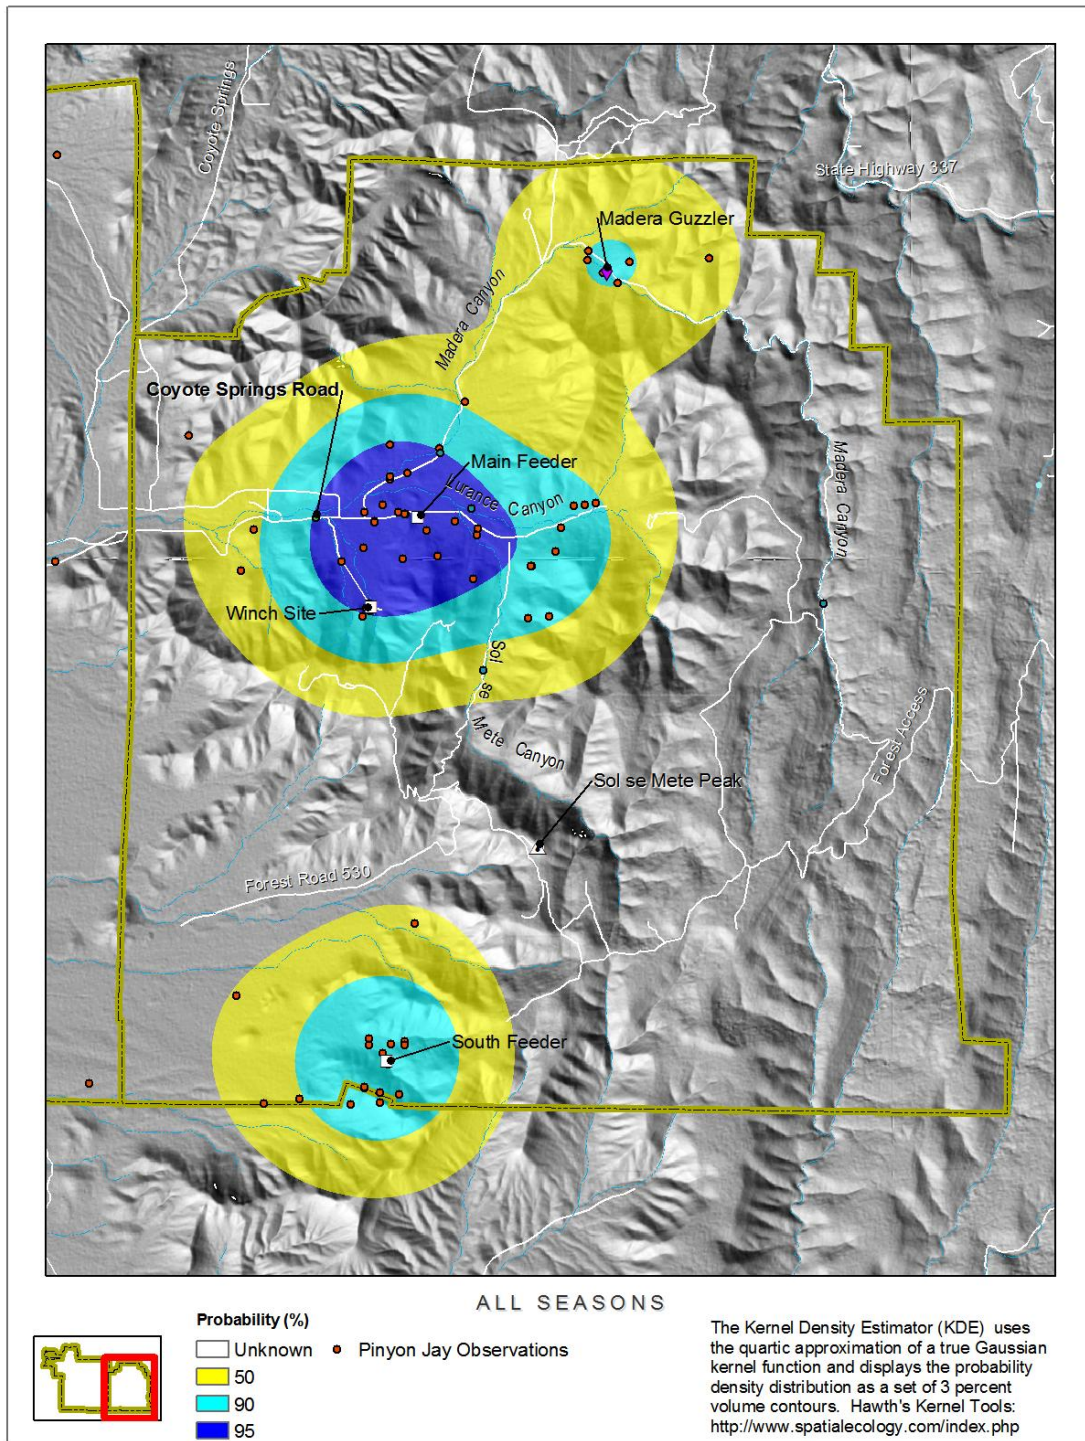 Coyote Springs
State Highway 337
Madera Guzzler
Madera Canyon
Coyote Springs Road
Main Feeder
Lurance Canyon
Madera Canyon
Winch Site
Sol se Mete Canyon
Forest Access
Sol se Mete Peak
Forest Road 530
South Feeder
ALL SEASONS
Probability (%)
Unknown
Pinyon Jay Observations
50
90
95
The Kernel Density Estimator (KDE) uses
the quartic approximation of a true Gaussian
kernel function and displays the probability
density distribution as a set of 3 percent
volume contours. Hawth's Kernel Tools:
http://www.spatialecology.com/index.php